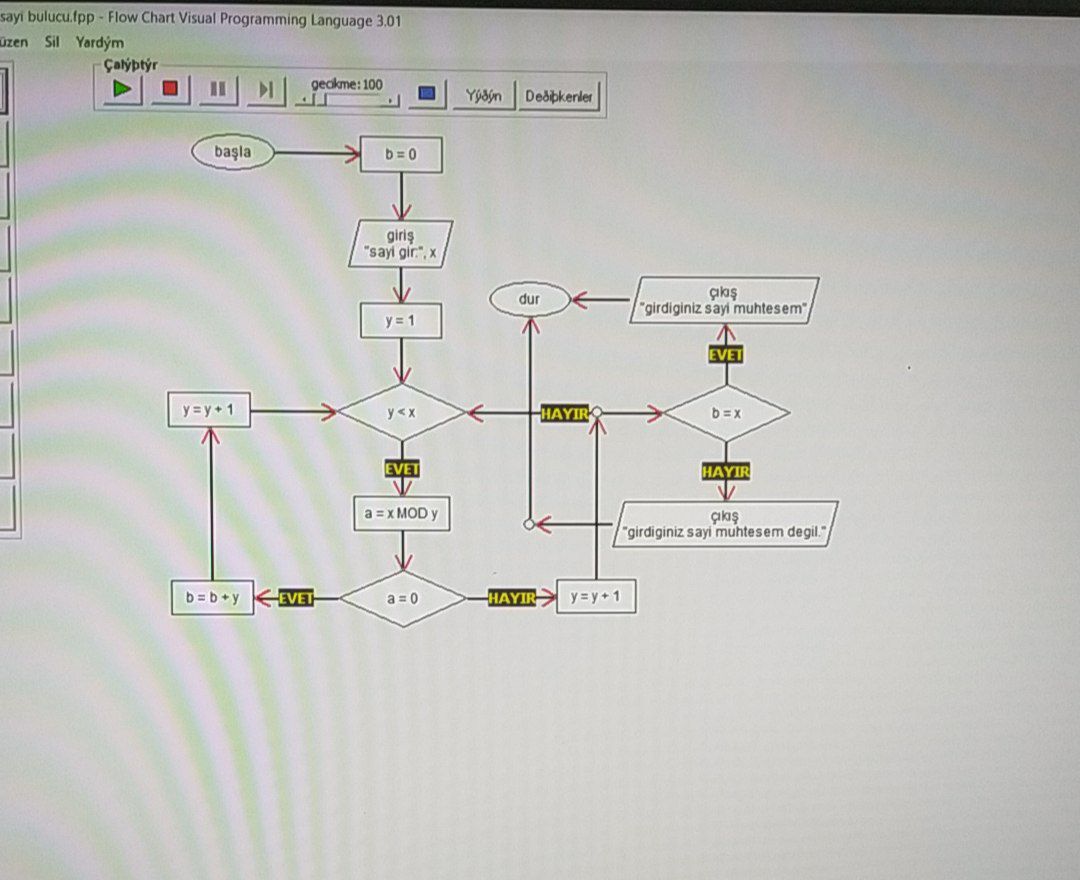 sayi bulucu.fpp - Flow Chart Visual Programming Language 3.01
üzen Sil Yardým
Çalýþtýr
gecikme:100
Yýðýn
Deðiþkenler
başla
b = 0
giriş
"sayi gir:", x
y = 1
dur
çıkış
"girdiginiz sayi muhtesem"
EVET
y = y + 1
y < x
HAYIR
b = x
EVET
HAYIR
a = x MOD y
çıkış
"girdiginiz sayi muhtesem degil."
b = b + y
EVET
a = 0
HAYIR
y = y + 1